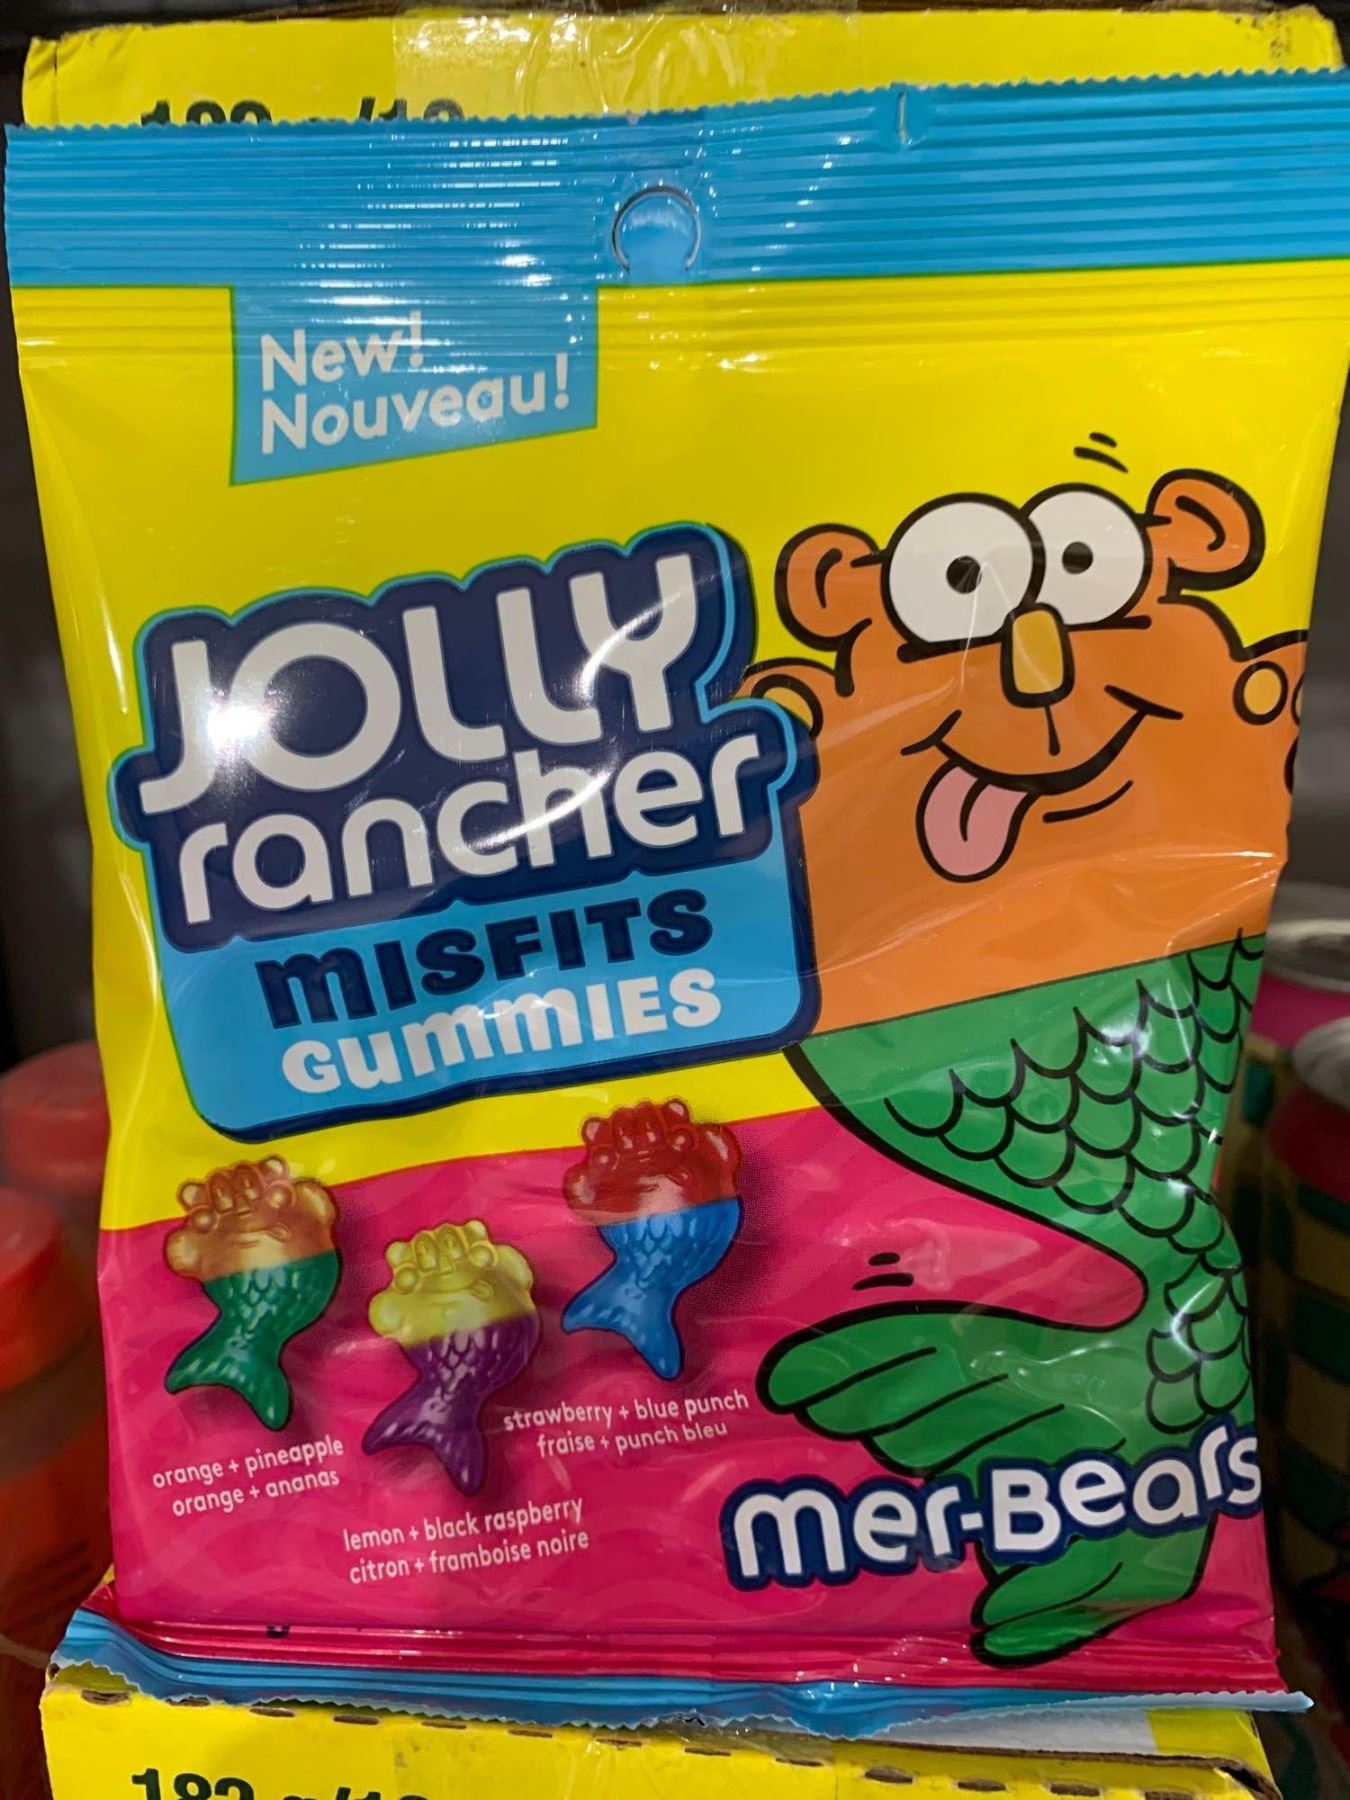 New!
Nouveau!
JOLLY
rancher
MISFITS
GUMMIES
strawberry + blue punch
fraise + punch bleu
orange + pineapple
orange + ananas
lemon + black raspberry
citron + framboise noire
mer-Bears